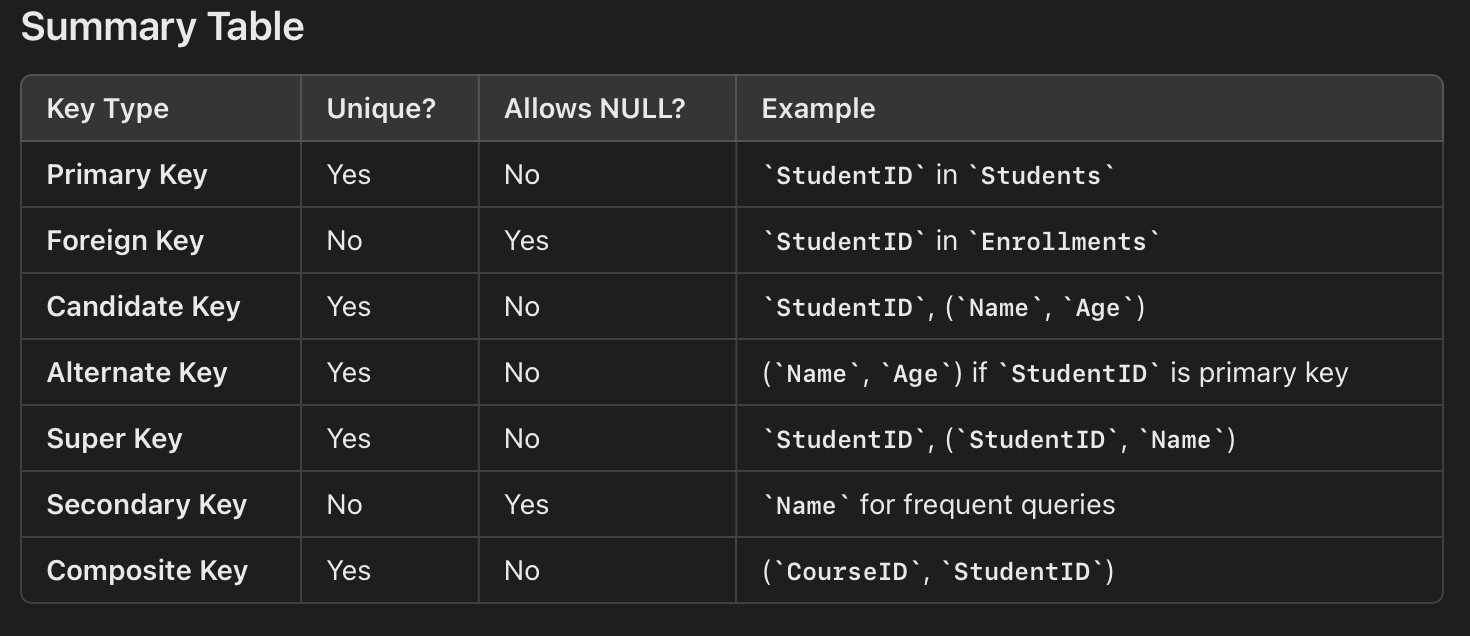 Summary Table
Key Type Unique? Allows NULL? Example
Primary Key Yes No `StudentID` in `Students`
Foreign Key No Yes `StudentID` in `Enrollments`
Candidate Key Yes No `StudentID`, (`Name`, `Age`)
Alternate Key Yes No (`Name`, `Age`) if `StudentID` is primary key
Super Key Yes No `StudentID`, (`StudentID`, `Name`)
Secondary Key No Yes `Name` for frequent queries
Composite Key Yes No (`CourseID`, `StudentID`)